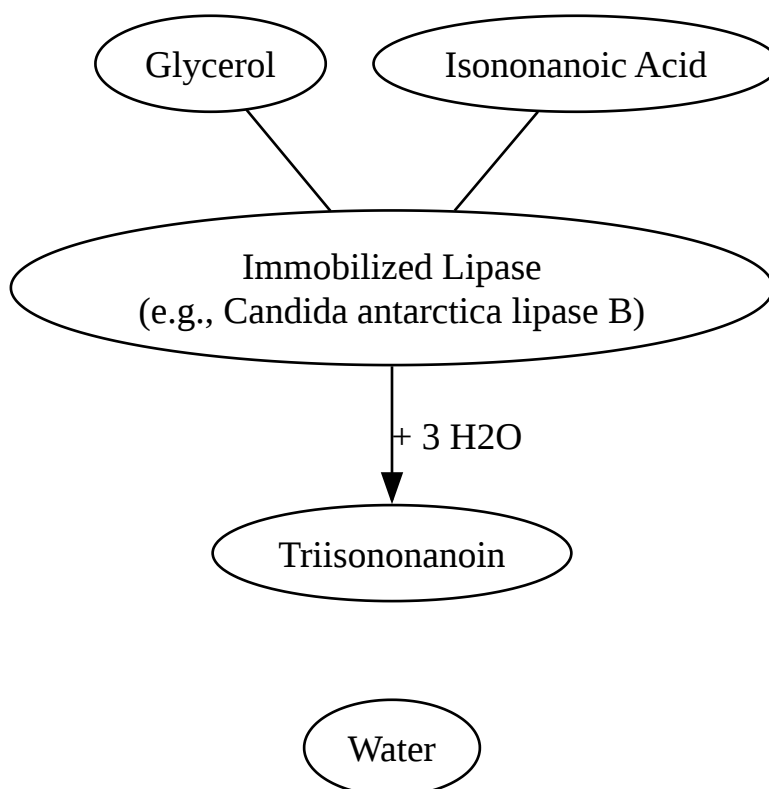 Glycerol
Isononanoic Acid
Immobilized Lipase
(e.g., Candida antarctica lipase B)
+ 3 H2O
Triisononanoin
Water